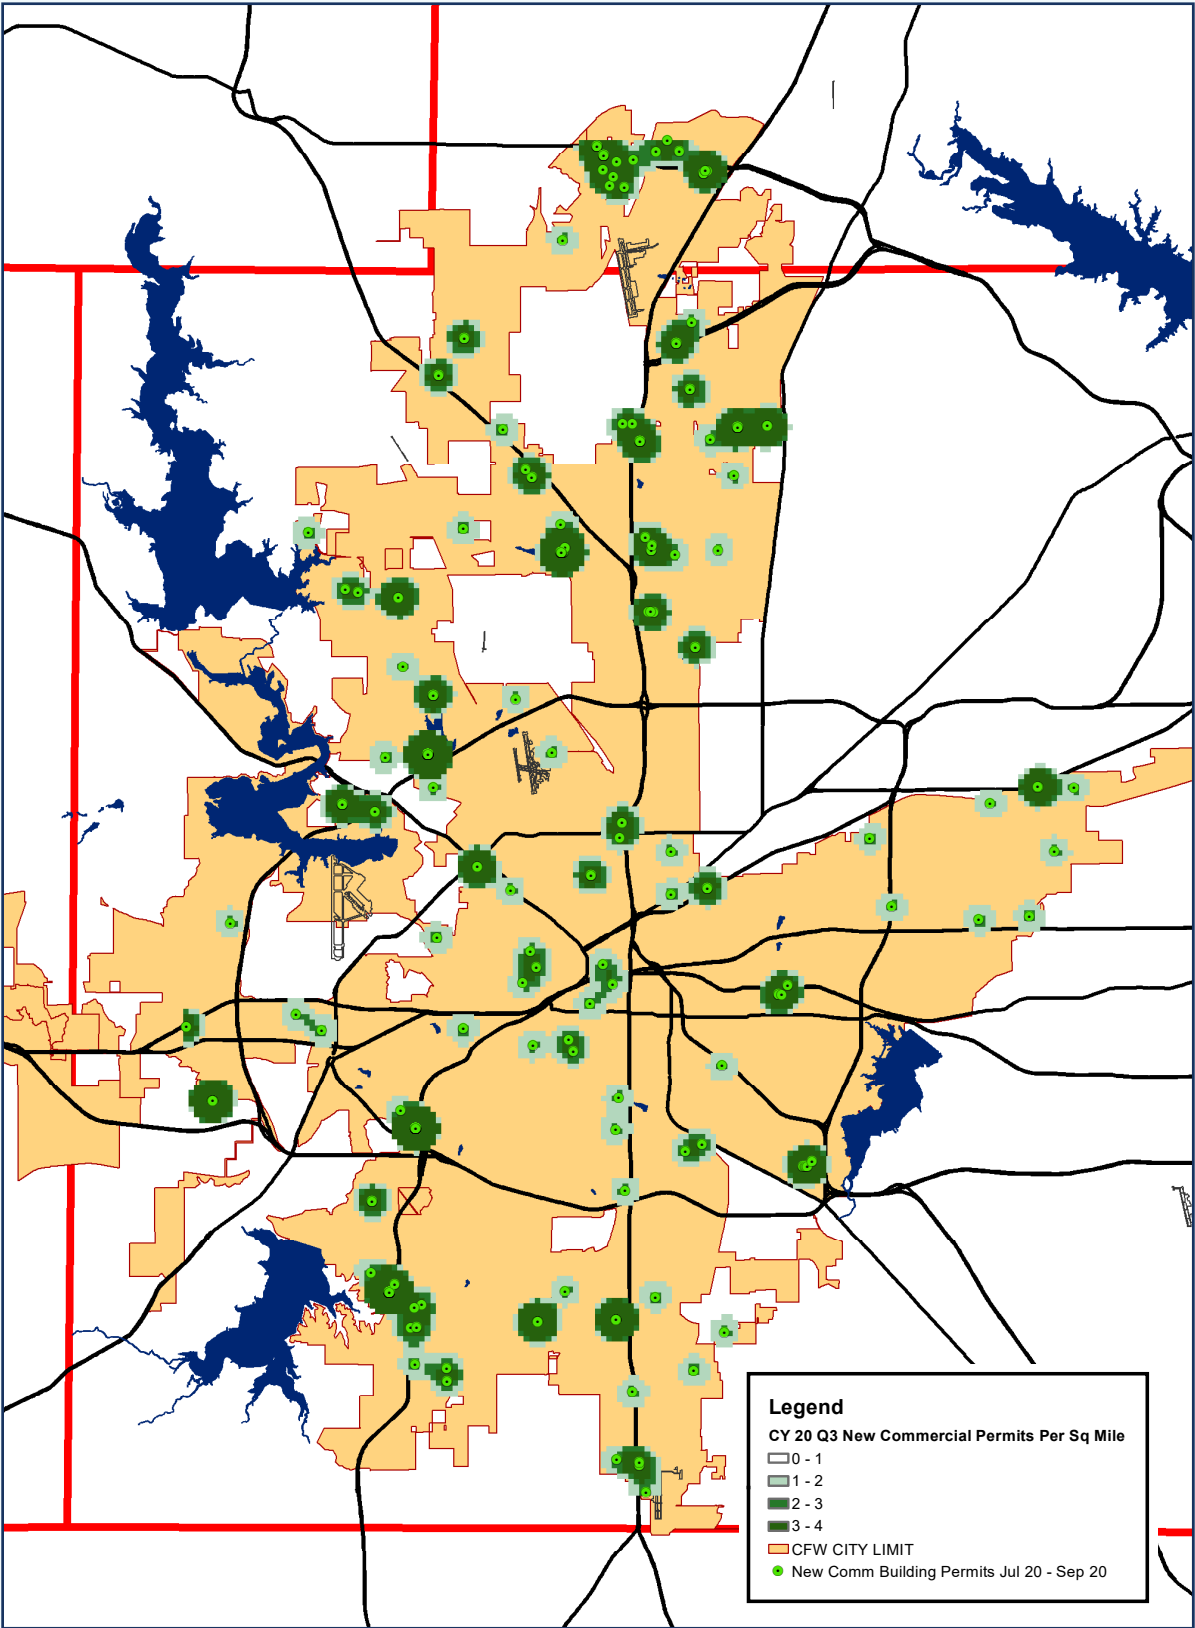 Legend
CY 20 Q3 New Commercial Permits Per Sq Mile
0 - 1
1 - 2
2 - 3
3 - 4
CFW CITY LIMIT
New Comm Building Permits Jul 20 - Sep 20